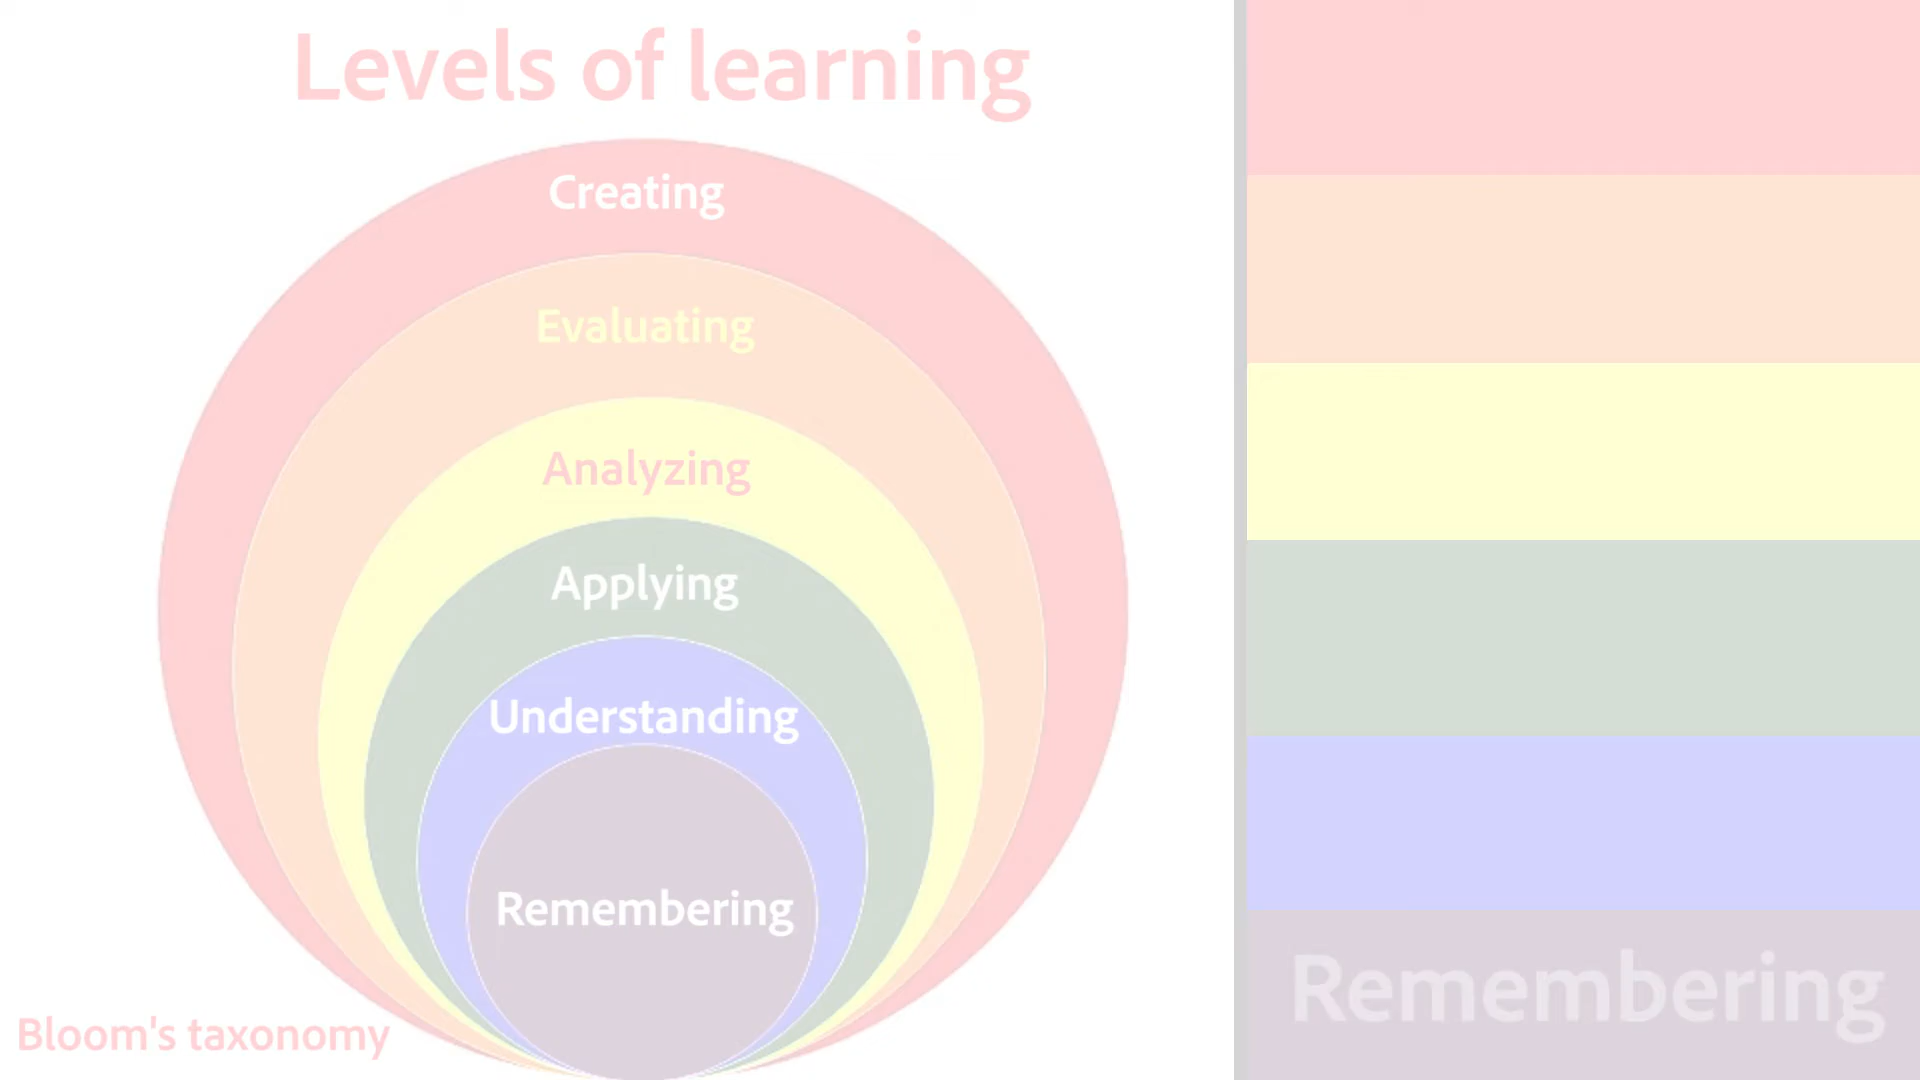 Levels of learning
Creating
Evaluating
Analyzing
Applying
Understanding
Remembering
Bloom's taxonomy
Remembering